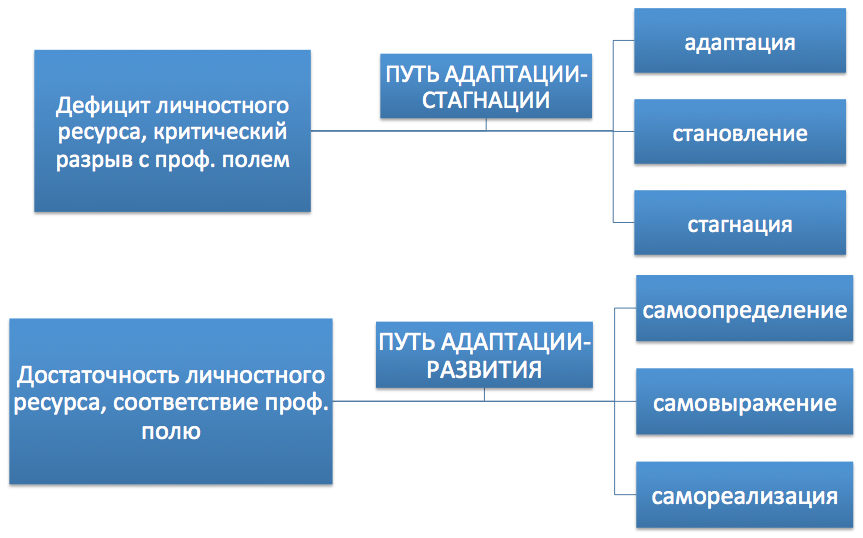 Дефицит личностного
ресурса, критический
разрыв с проф. полем
ПУТЬ АДАПТАЦИИ-
СТАГНАЦИИ
адаптация
становление
стагнация
Достаточность личностного
ресурса, соответствие проф.
полю
ПУТЬ АДАПТАЦИИ-
РАЗВИТИЯ
самоопределение
самовыражение
самореализация